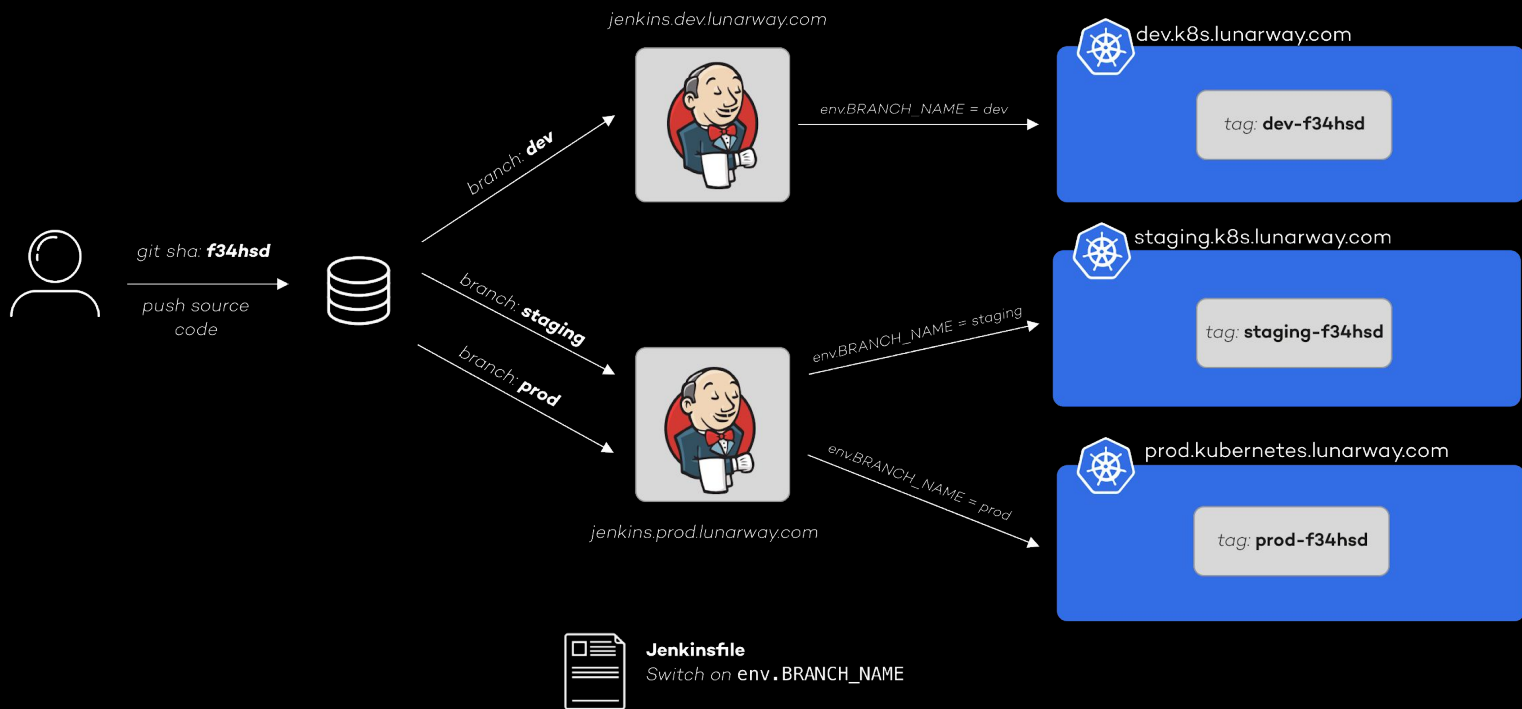 jenkins.dev.lunarway.com
dev.k8s.lunarway.com
env.BRANCH_NAME = dev
tag: dev-f34hsd
branch: dev
git sha: f34hsd
push source
code
branch: staging
branch: prod
staging.k8s.lunarway.com
env.BRANCH_NAME = staging
tag: staging-f34hsd
jenkins.prod.lunarway.com
prod.kubernetes.lunarway.com
env.BRANCH_NAME = prod
tag: prod-f34hsd
Jenkinsfile
Switch on env.BRANCH_NAME